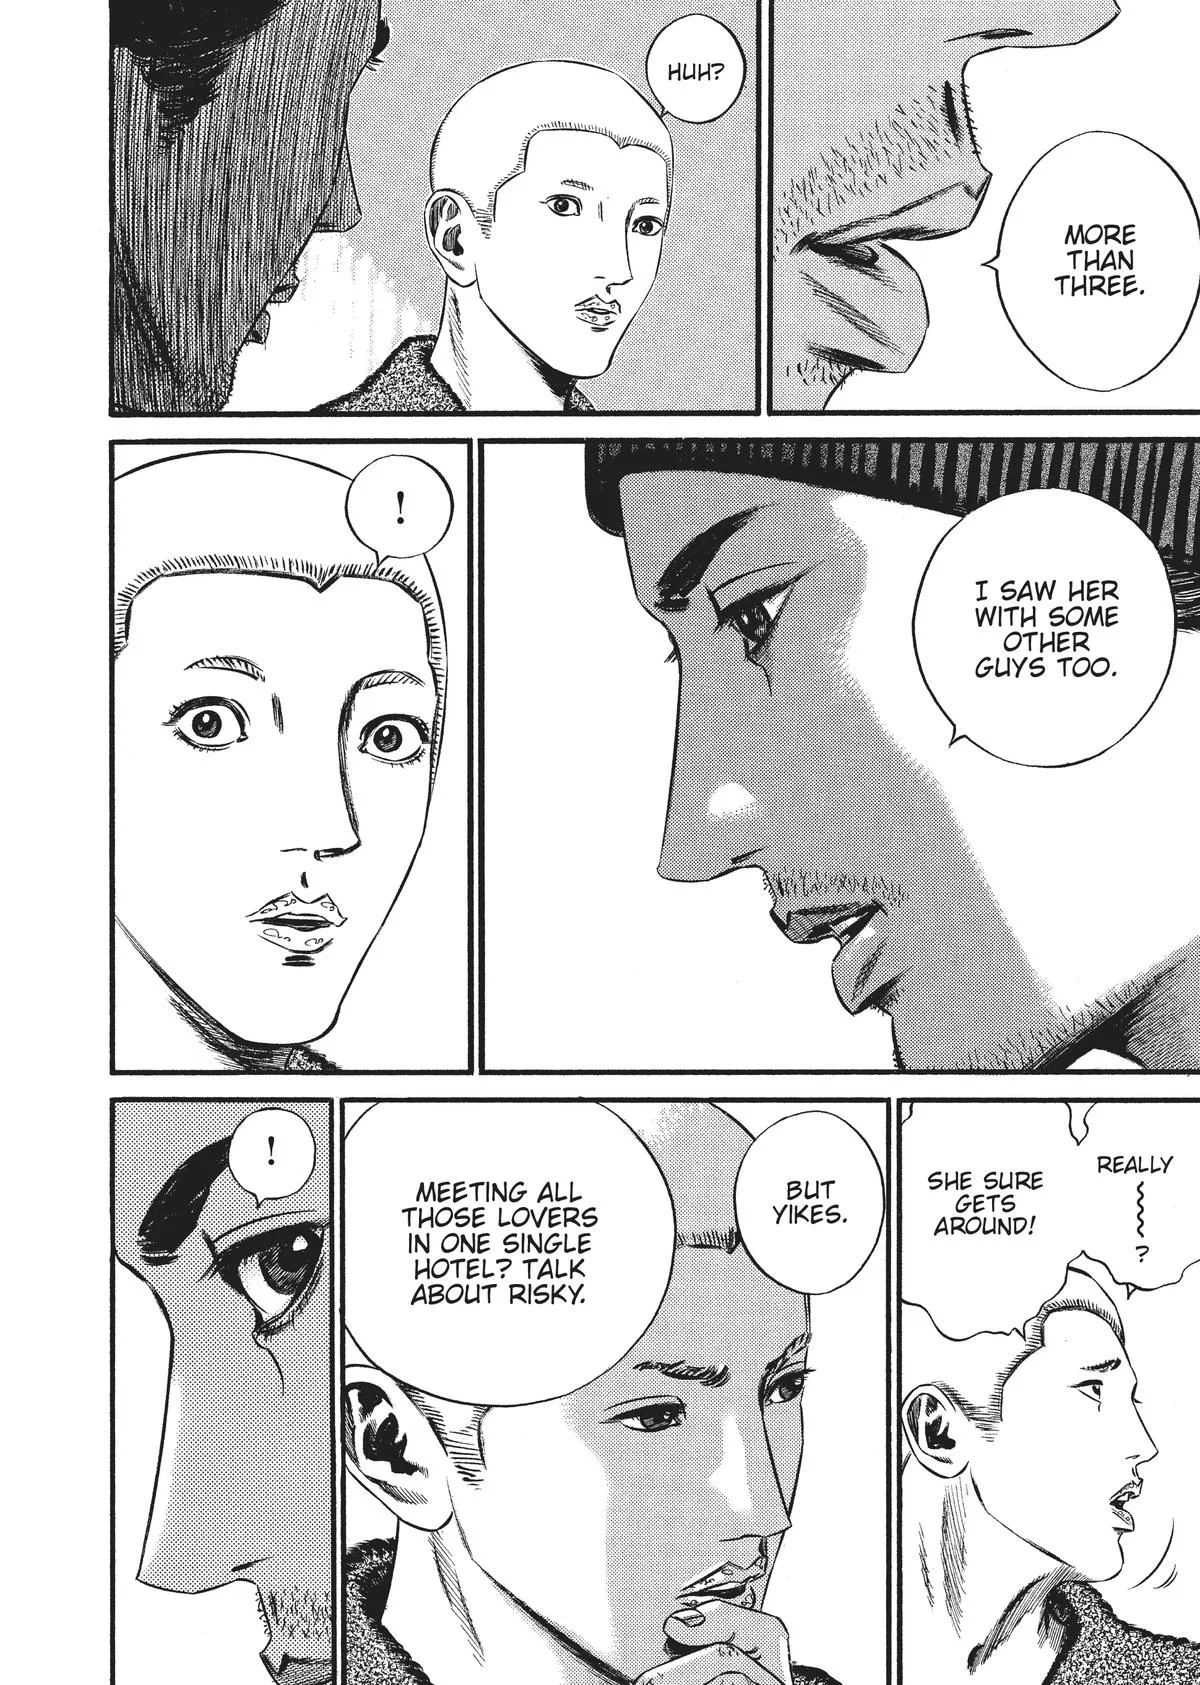 MORE
THAN
THREE.
HUH?
I SAW HER
WITH SOME
OTHER
GUYS TOO.
!
REALLY
?
SHE SURE
GETS
AROUND!
BUT
YIKES.
MEETING ALL
THOSE LOVERS
IN ONE SINGLE
HOTEL? TALK
ABOUT RISKY.
!